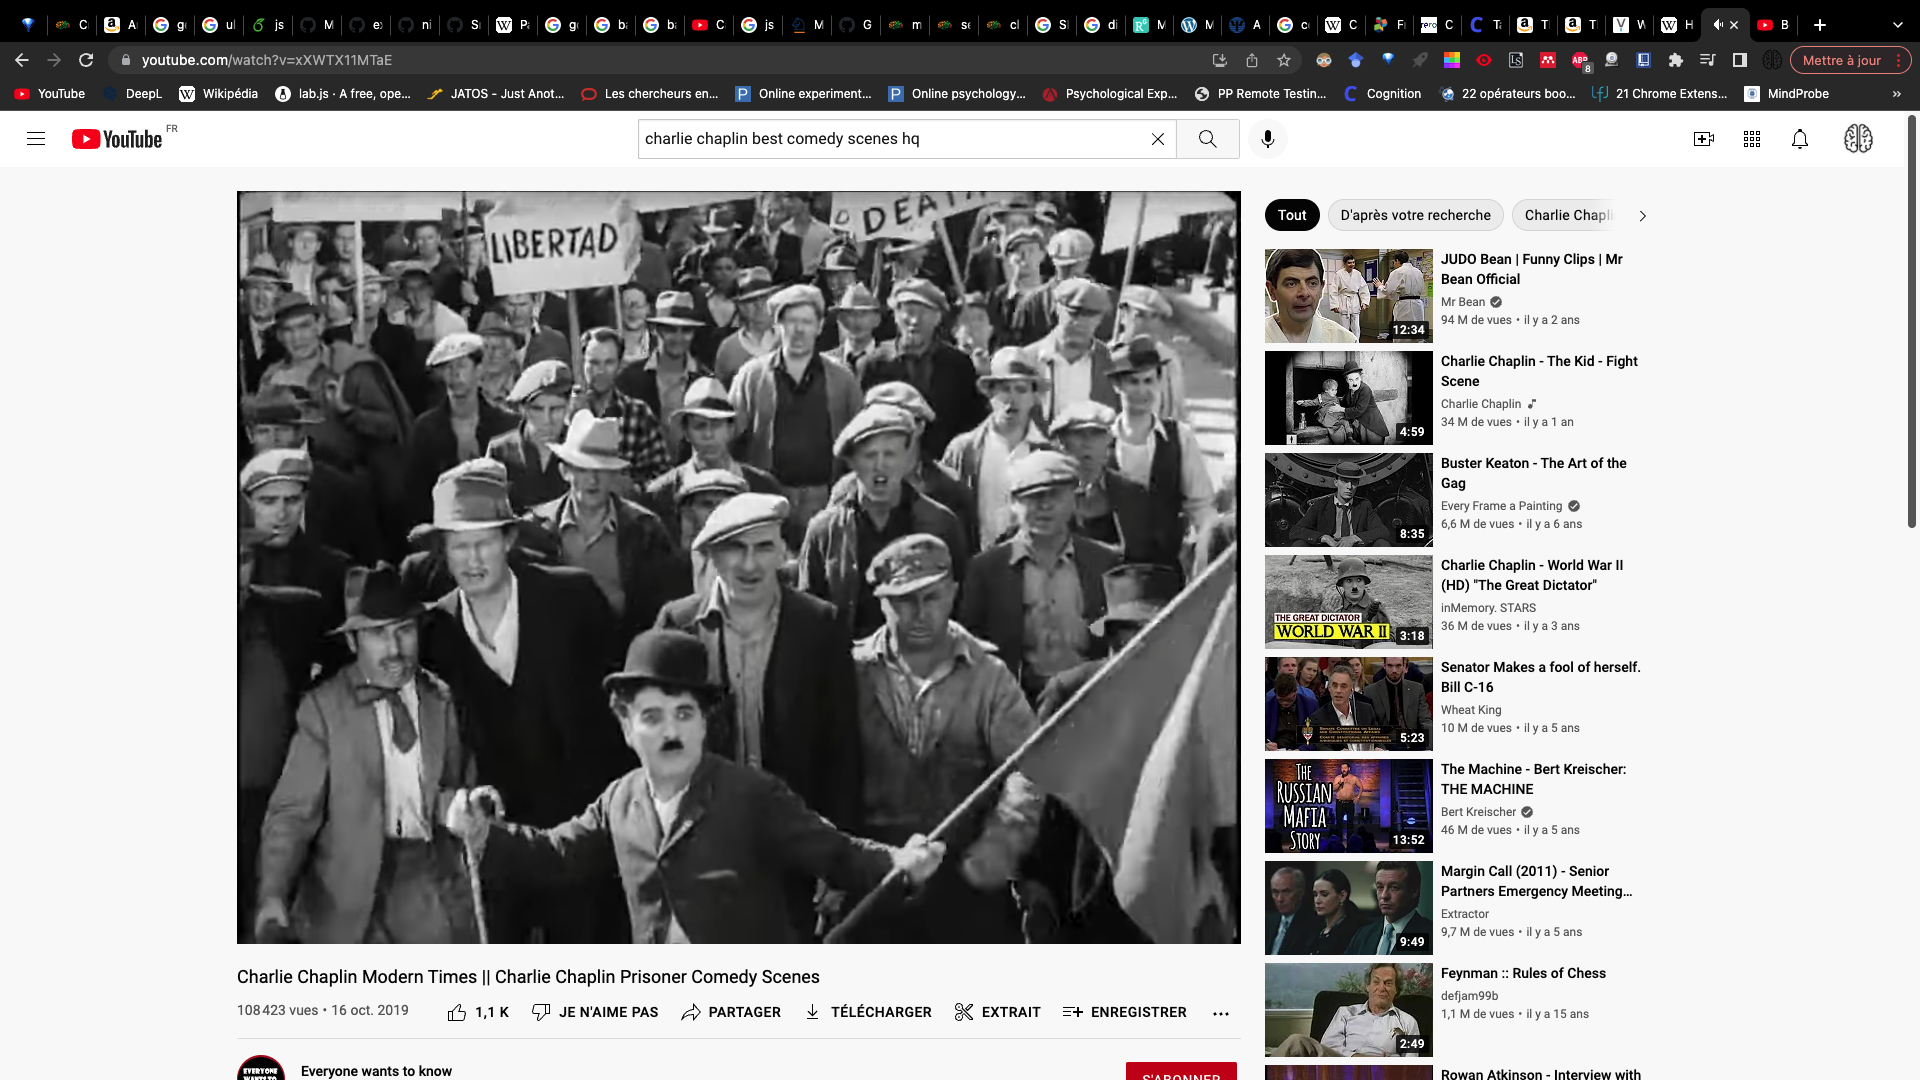 youtube.com/watch?v=xXWTX11MTaE
Mettre à jour
YouTube
DeepL
Wikipédia
lab.js · A free, ope...
JATOS - Just Anot...
Les chercheurs en...
Online experiment...
Online psychology...
Psychological Exp...
PP Remote Testin...
Cognition
22 opérateurs boo...
21 Chrome Extens...
MindProbe
YouTube FR
charlie chaplin best comedy scenes hq
LIBERTAD
Tout
D'après votre recherche
Charlie Chapli
JUDO Bean | Funny Clips | Mr
Bean Official
Mr Bean
94 M de vues • il y a 2 ans
12:34
Charlie Chaplin - The Kid - Fight
Scene
Charlie Chaplin
34 M de vues • il y a 1 an
4:59
Buster Keaton - The Art of the
Gag
Every Frame a Painting
6,6 M de vues • il y a 6 ans
8:35
Charlie Chaplin - World War II
(HD) "The Great Dictator"
inMemory. STARS
36 M de vues • il y a 3 ans
THE GREAT DICTATOR
WORLD WAR II
3:18
Senator Makes a fool of herself.
Bill C-16
Wheat King
10 M de vues • il y a 5 ans
5:23
The Machine - Bert Kreischer:
THE MACHINE
Bert Kreischer
46 M de vues • il y a 5 ans
THE
RUSSIAN
MAFIA
STORY
13:52
Margin Call (2011) - Senior
Partners Emergency Meeting...
Extractor
9,7 M de vues • il y a 5 ans
9:49
Feynman :: Rules of Chess
defjam99b
1,1 M de vues • il y a 15 ans
2:49
Rowan Atkinson - Interview with
Charlie Chaplin Modern Times || Charlie Chaplin Prisoner Comedy Scenes
108 423 vues • 16 oct. 2019
1,1 K
JE N'AIME PAS
PARTAGER
TÉLÉCHARGER
EXTRAIT
ENREGISTRER
Everyone wants to know
S'ABONNER